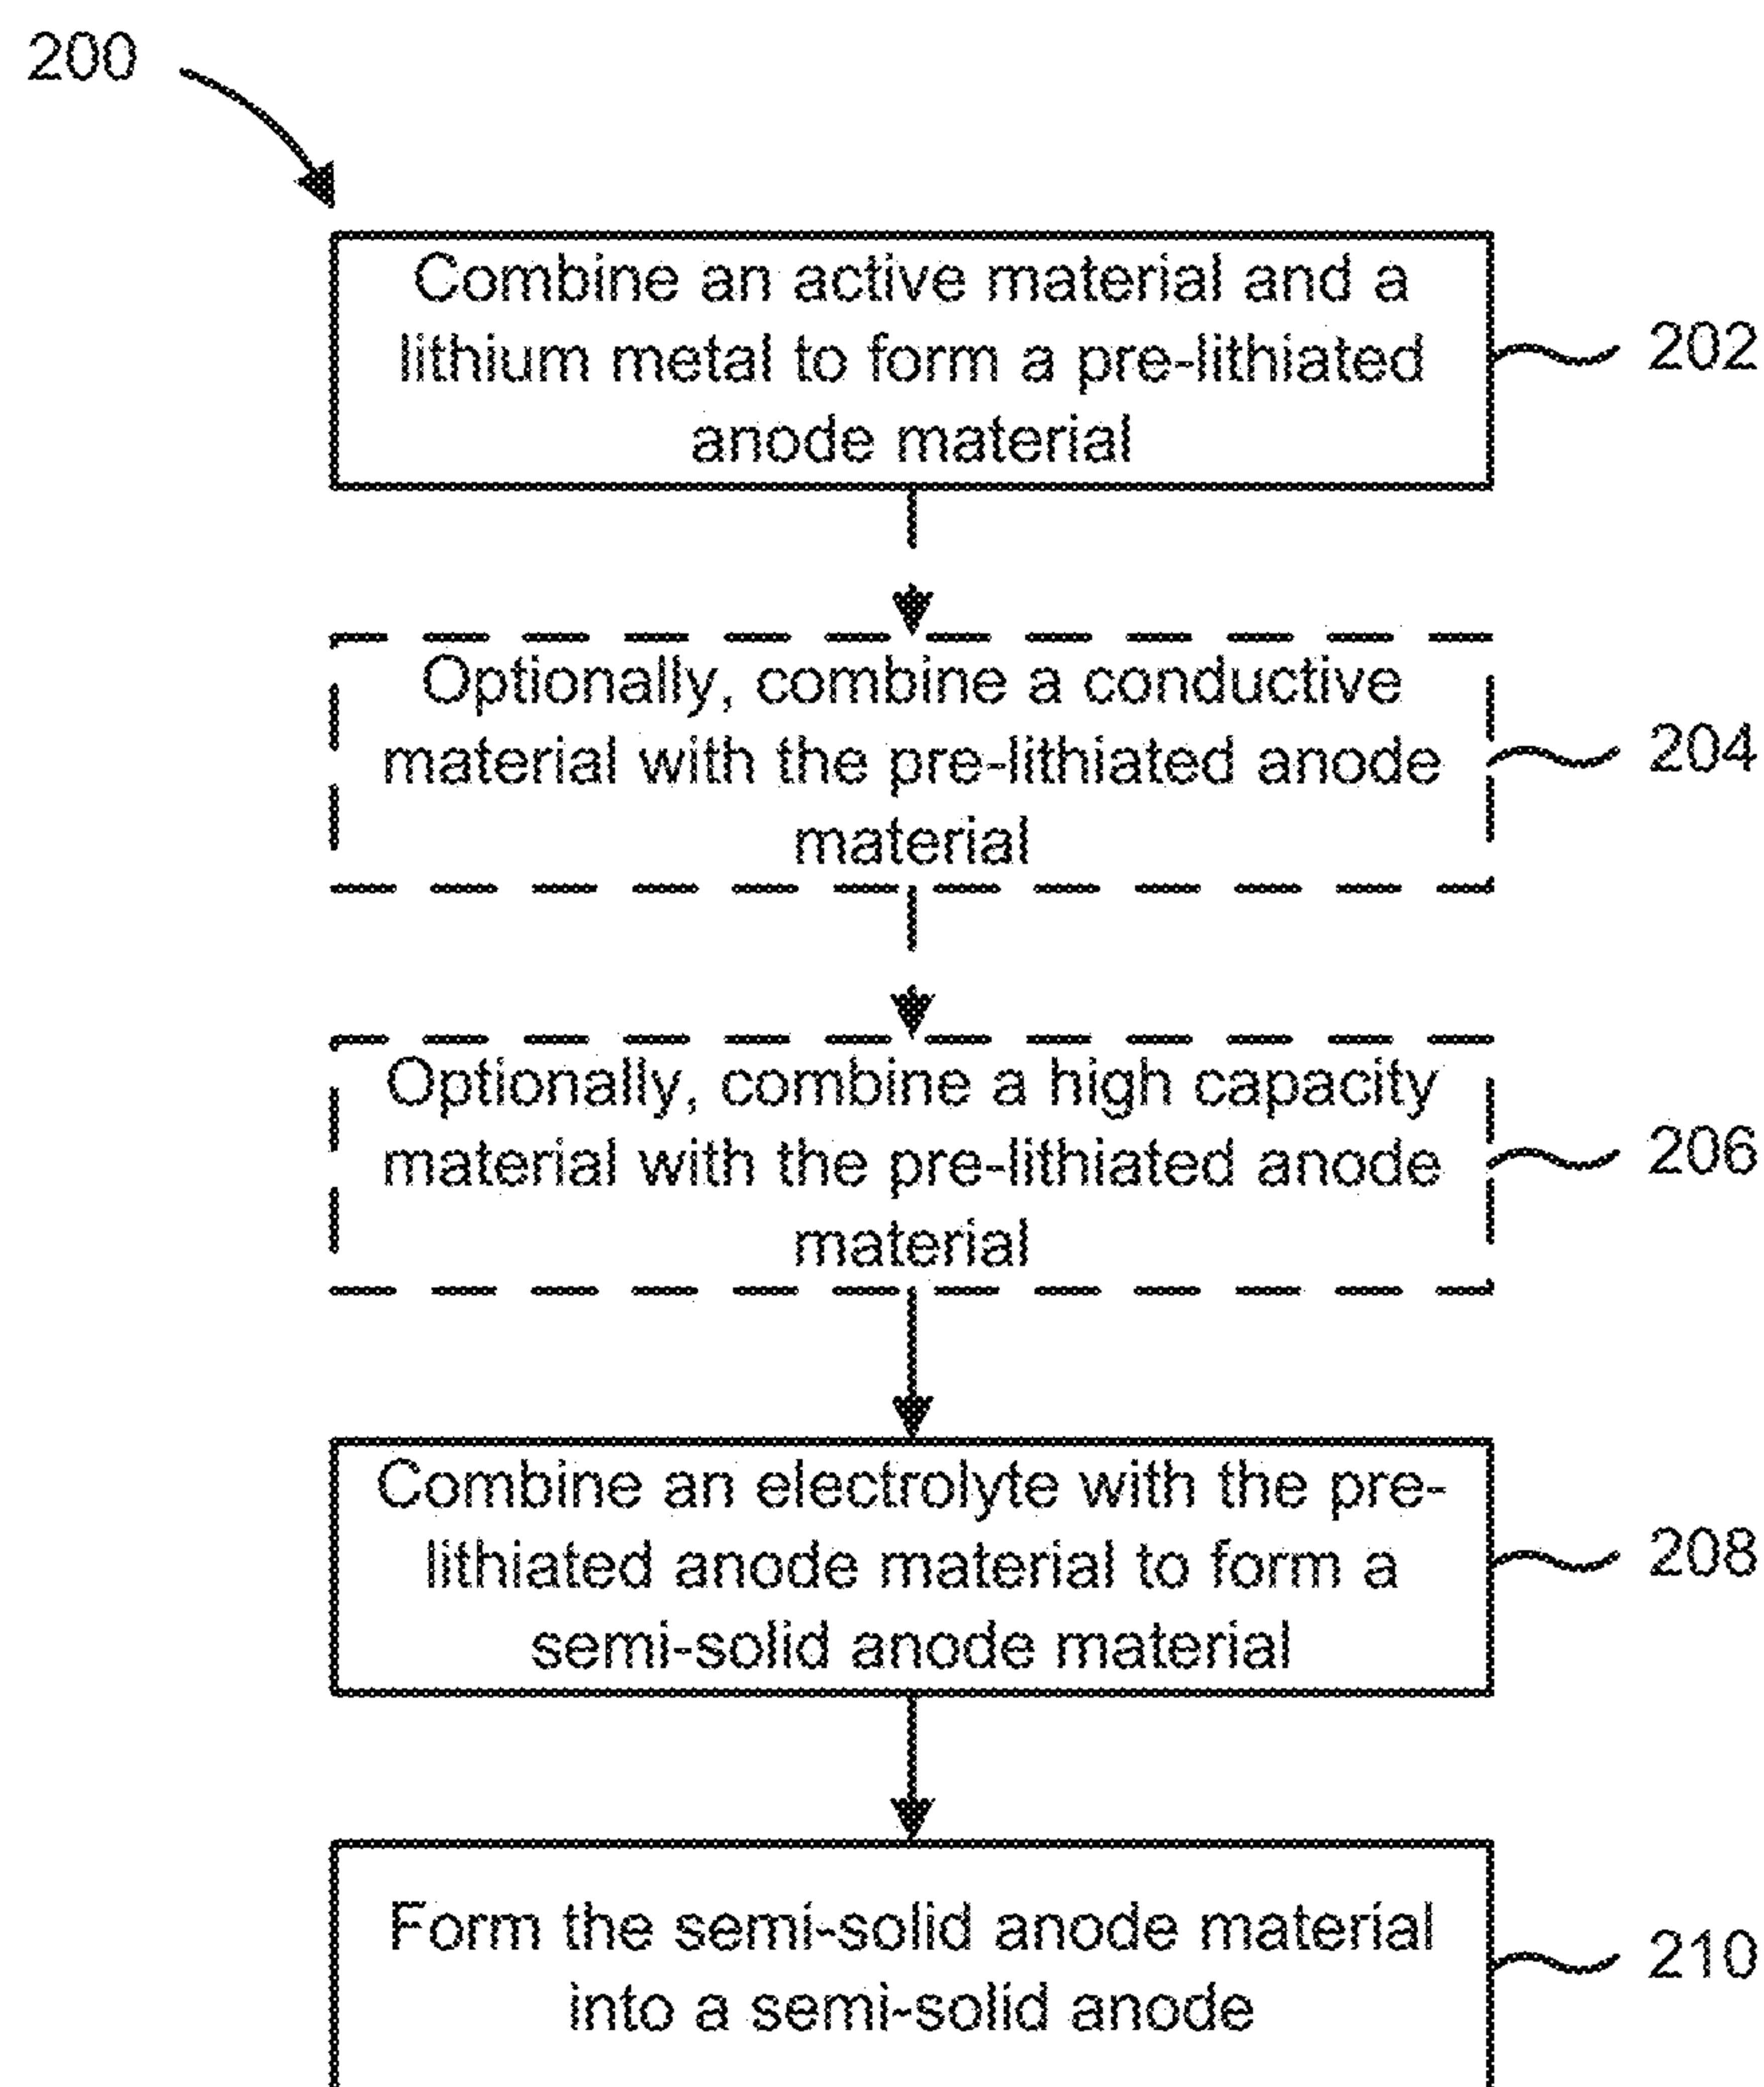 200
Combine an active material and a
lithium metal to form a pre-lithiated
anode material
202
Optionally, combine a conductive
material with the pre-lithiated anode
material
204
Optionally, combine a high capacity
material with the pre-lithiated anode
material
206
Combine an electrolyte with the pre-
lithiated anode material to form a
semi-solid anode material
208
Form the semi-solid anode material
into a semi-solid anode
210